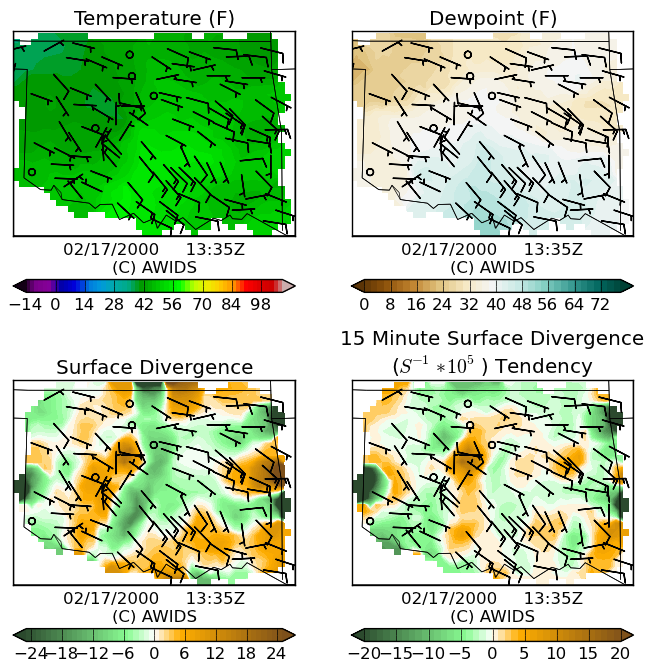 Temperature (F)
Dewpoint (F)
02/17/2000 13:35Z
(C) AWIDS
−14 0 14 28 42 56 70 84 98
02/17/2000 13:35Z
(C) AWIDS
0 8 16 24 32 40 48 56 64 72
Surface Divergence
15 Minute Surface Divergence
(S⁻¹ *10⁵ ) Tendency
02/17/2000 13:35Z
(C) AWIDS
−24 −18 −12 −6 0 6 12 18 24
02/17/2000 13:35Z
(C) AWIDS
−20 −15 −10 −5 0 5 10 15 20